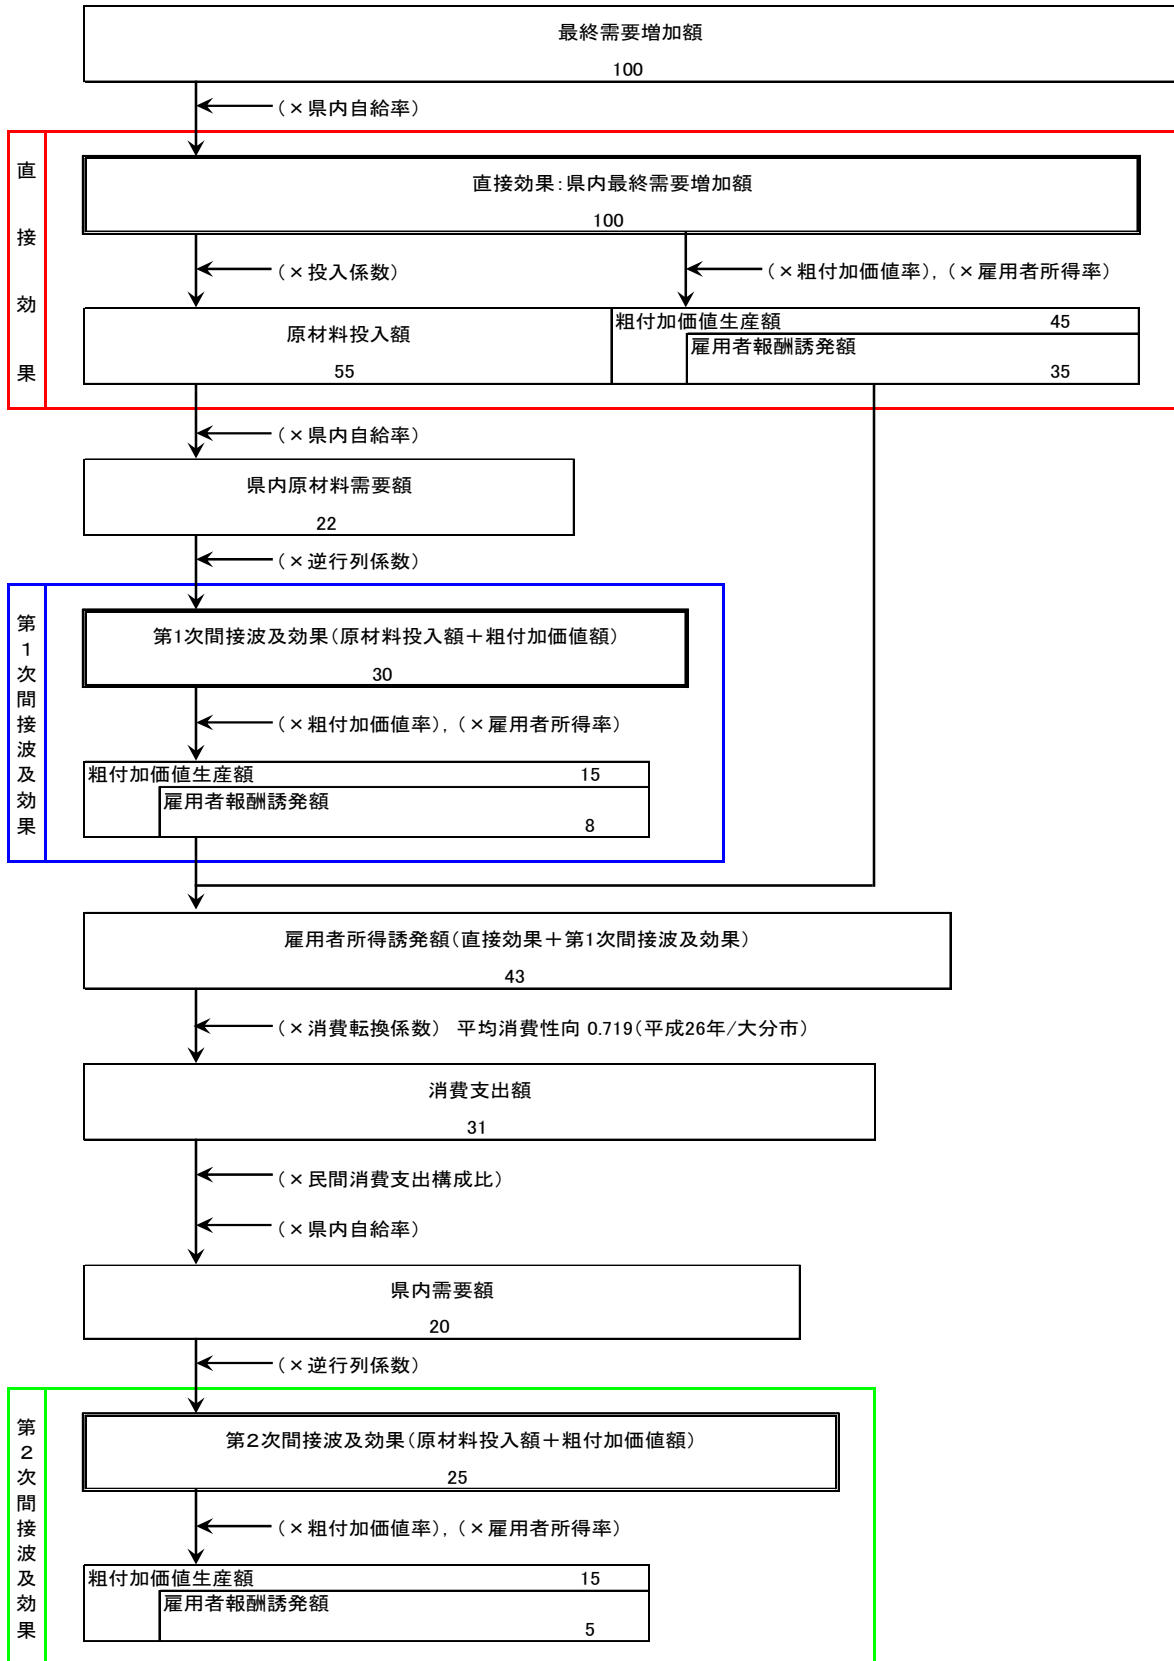 最終需要増加額
100
(×県内自給率)
直接効果
直接効果:県内最終需要増加額
100
(×投入係数)
(×粗付加価値率),(×雇用者所得率)
原材料投入額
55
粗付加価値生産額 45
雇用者報酬誘発額
35
(×県内自給率)
県内原材料需要額
22
(×逆行列係数)
第1次間接波及効果
第1次間接波及効果(原材料投入額+粗付加価値額)
30
(×粗付加価値率),(×雇用者所得率)
粗付加価値生産額 15
雇用者報酬誘発額
8
雇用者所得誘発額(直接効果+第1次間接波及効果)
43
(×消費転換係数) 平均消費性向 0.719(平成26年/大分市)
消費支出額
31
(×民間消費支出構成比)
(×県内自給率)
県内需要額
20
(×逆行列係数)
第2次間接波及効果
第2次間接波及効果(原材料投入額+粗付加価値額)
25
(×粗付加価値率),(×雇用者所得率)
粗付加価値生産額 15
雇用者報酬誘発額
5